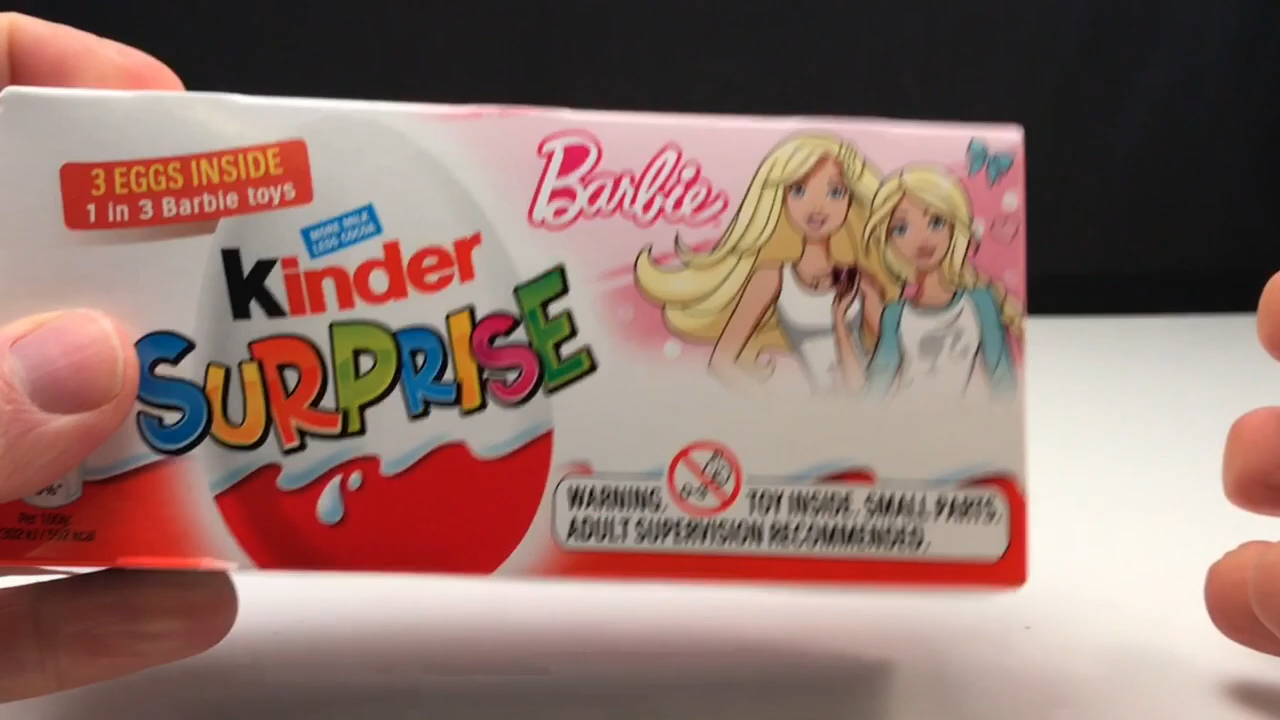 3 EGGS INSIDE
1 in 3 Barbie toys
MORE MILK
LESS COCOA
kinder
SURPRISE
Barbie
WARNING, TOY INSIDE. SMALL PARTS.
ADULT SUPERVISION RECOMMENDED.
Per 100g